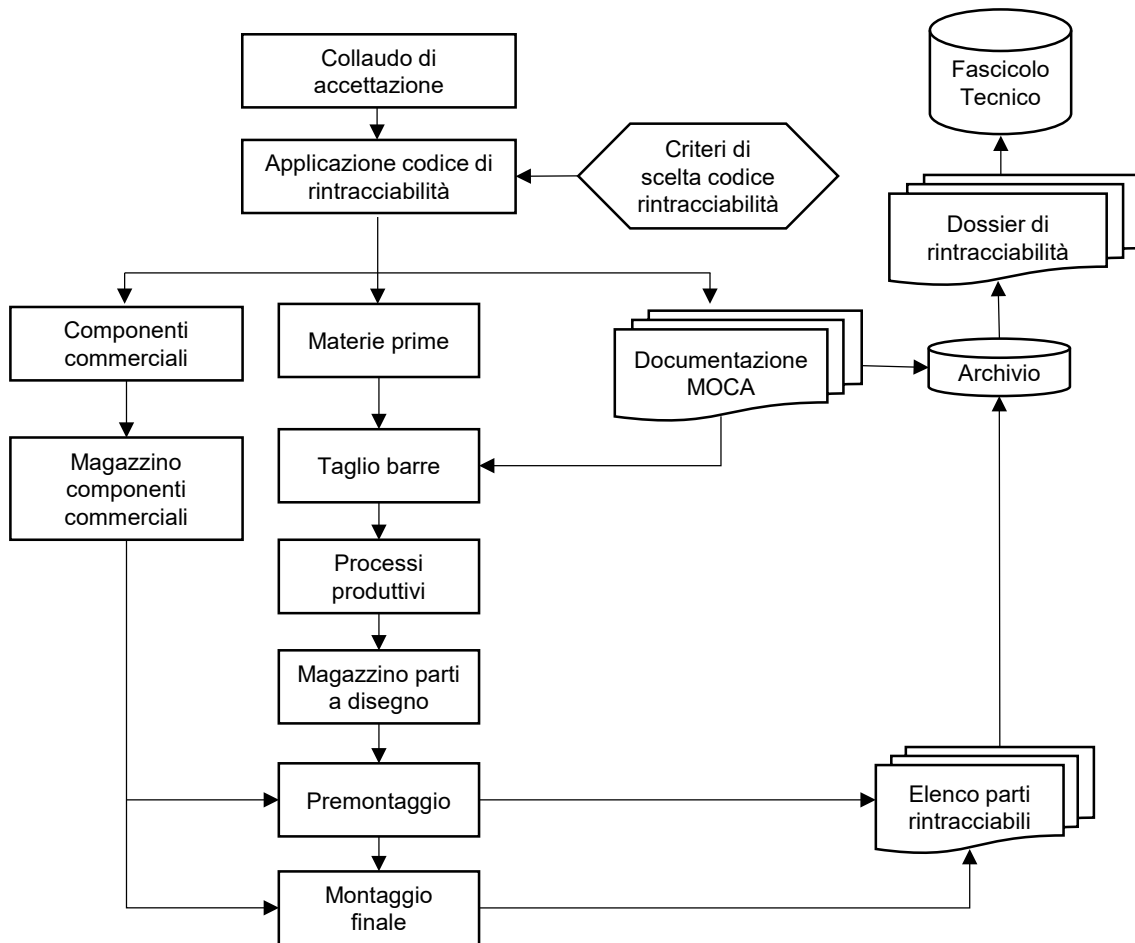 Collaudo di
accettazione
Fascicolo
Tecnico
Applicazione codice di
rintracciabilità
Criteri di
scelta codice
rintracciabilità
Dossier di
rintracciabilità
Componenti
commerciali
Materie prime
Documentazione
MOCA
Archivio
Magazzino
componenti
commerciali
Taglio barre
Processi
produttivi
Magazzino parti
a disegno
Premontaggio
Elenco parti
rintracciabili
Montaggio
finale